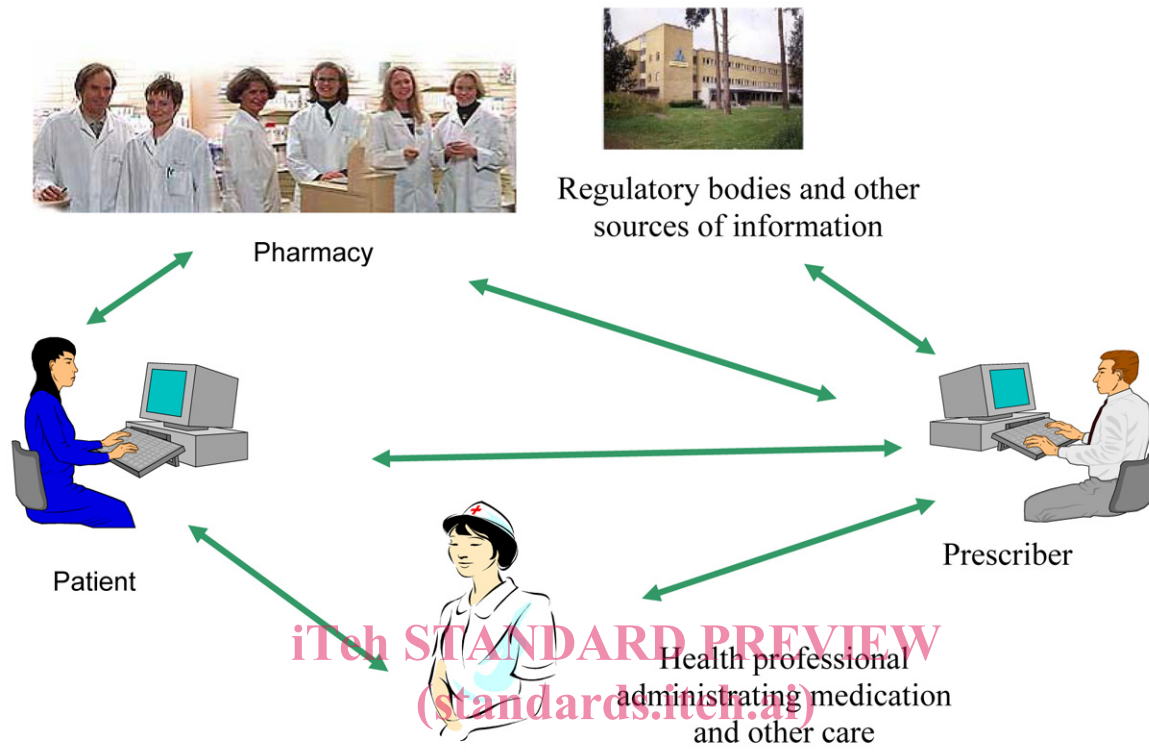 Regulatory bodies and other
sources of information
Pharmacy
Patient
Prescriber
Health professional
administrating medication
and other care
iTeh STANDARD PREVIEW
(standards.iteh.ai)